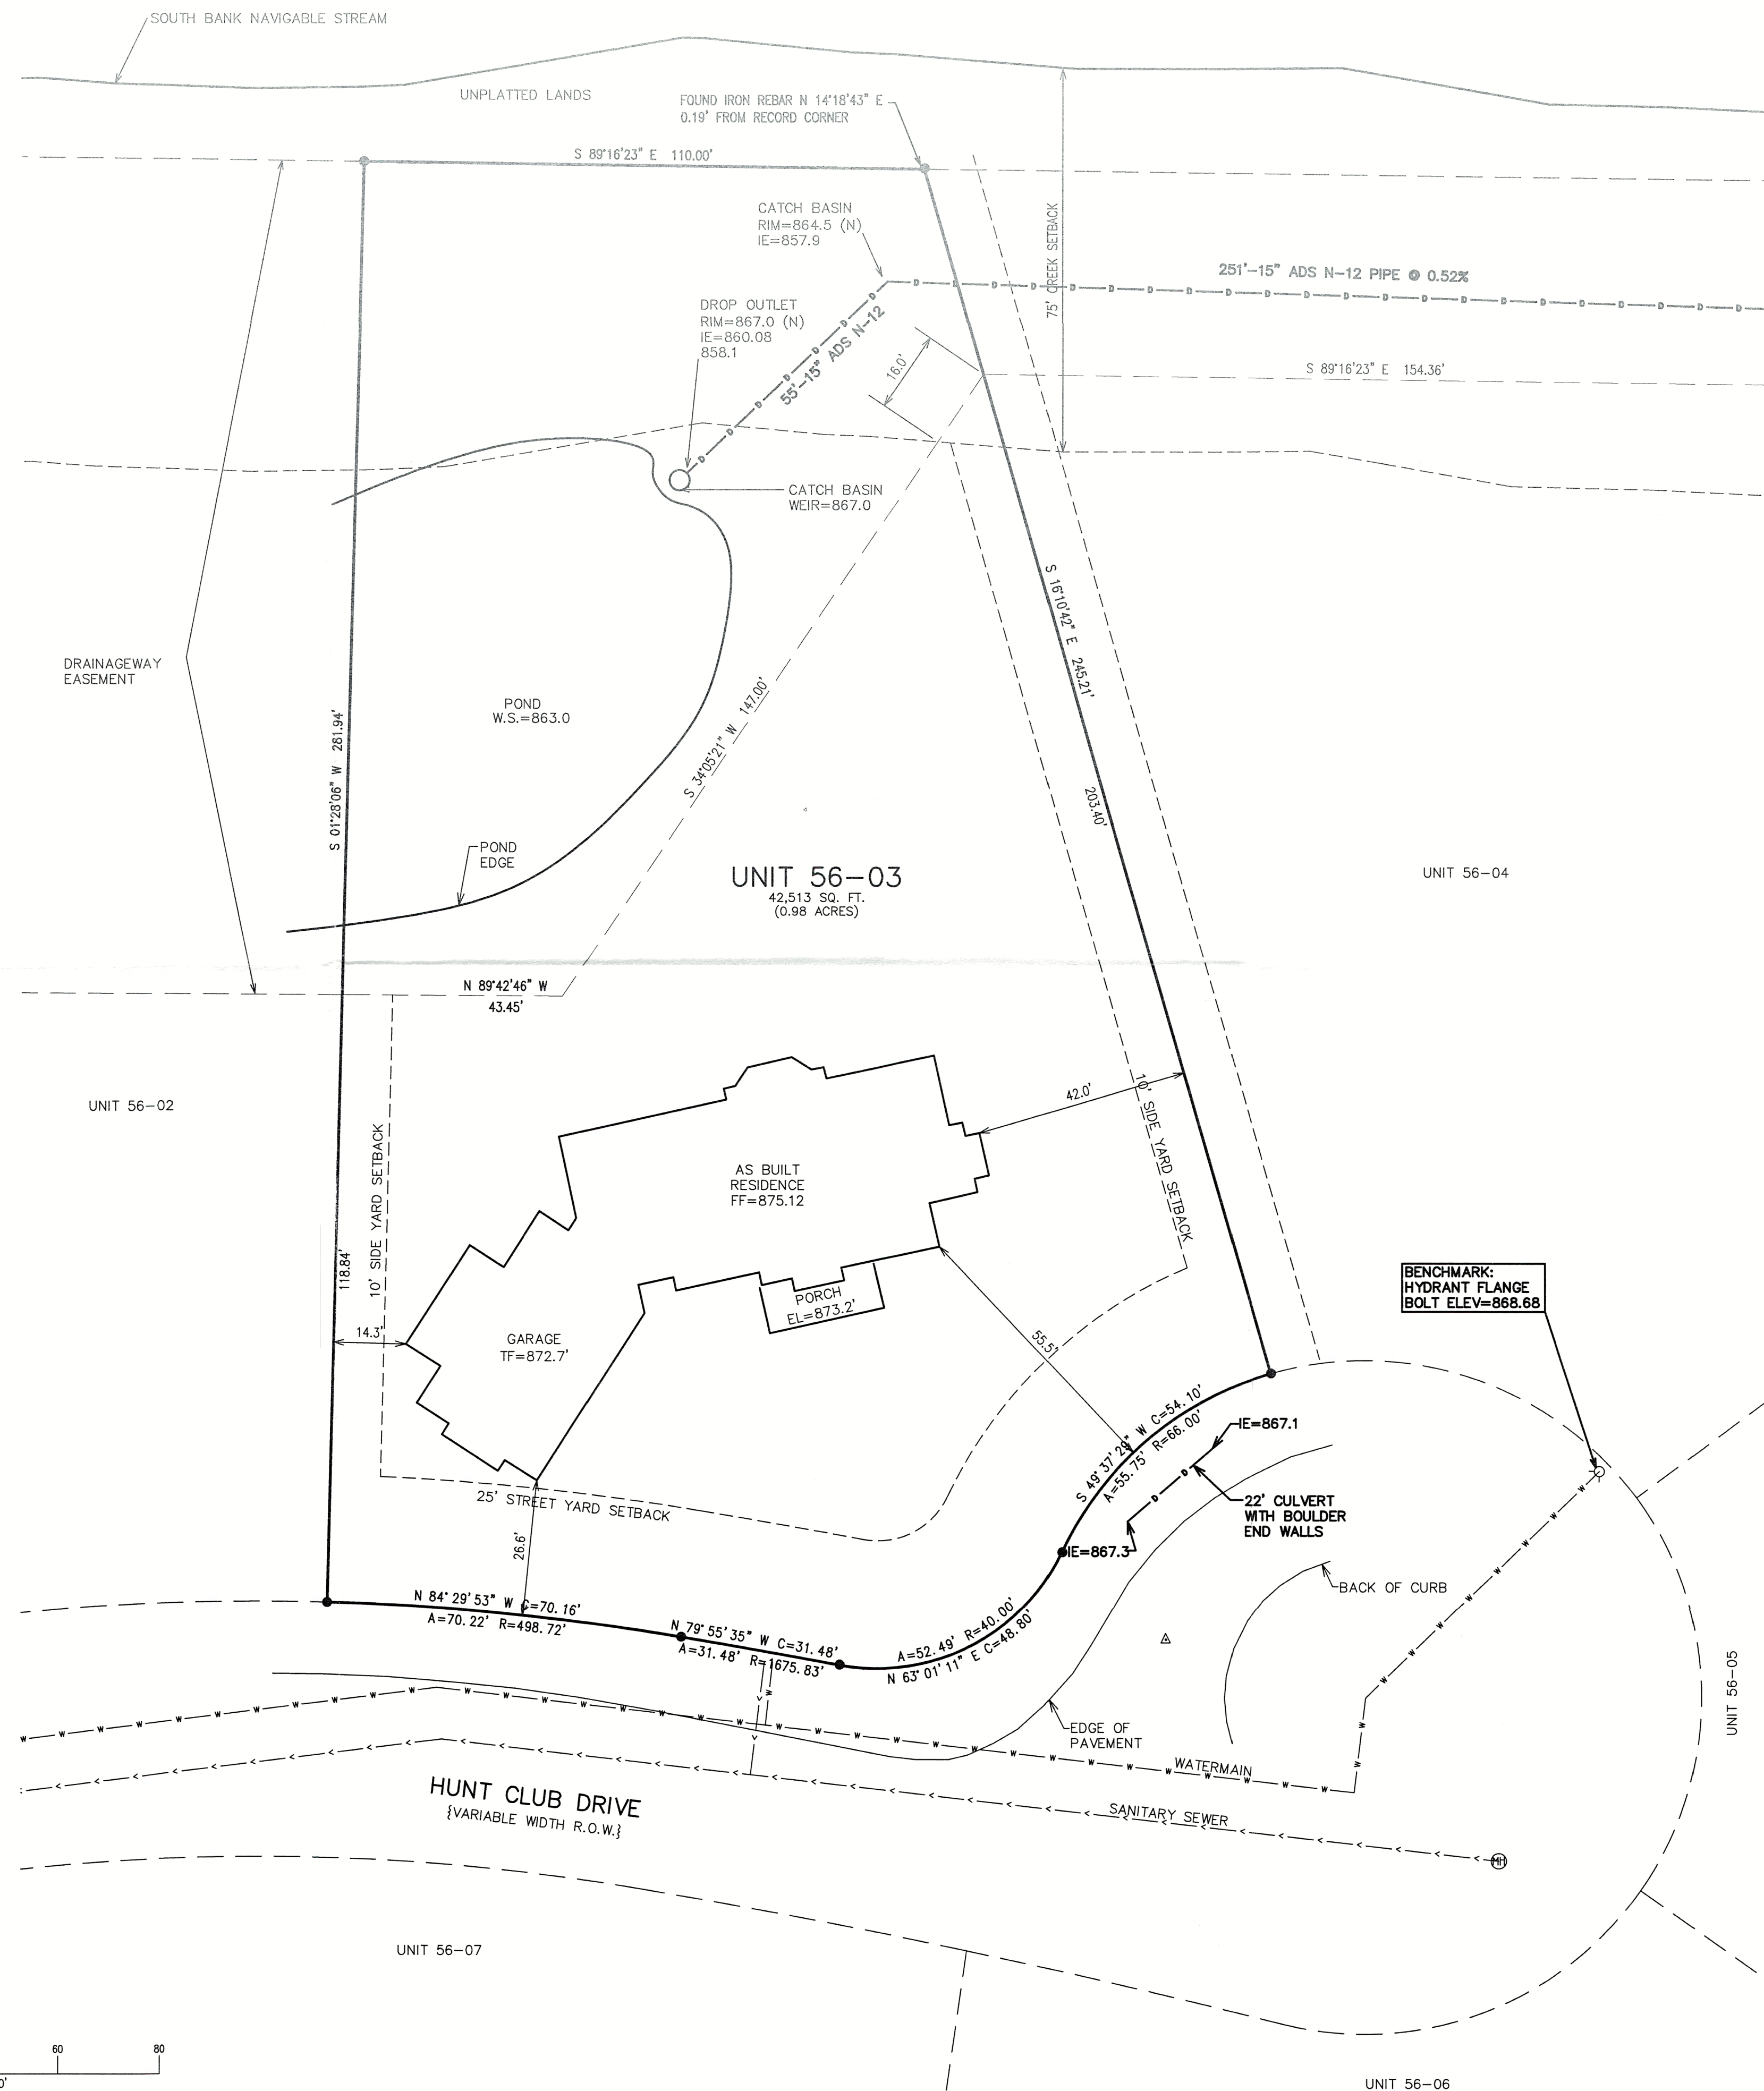 SOUTH BANK NAVIGABLE STREAM
UNPLATTED LANDS
FOUND IRON REBAR N 14°18'43" E
0.19' FROM RECORD CORNER
S 89°16'23" E 110.00'
CATCH BASIN
RIM=864.5 (N)
IE=857.9
75' CREEK SETBACK
251'-15" ADS N-12 PIPE @ 0.52%
DROP OUTLET
RIM=867.0 (N)
IE=860.08
858.1
55'-15" ADS N-12
16.0'
S 89°16'23" E 154.36'
CATCH BASIN
WEIR=867.0
DRAINAGEWAY
EASEMENT
POND
W.S.=863.0
S 01°28'06" W 281.94'
S 34°05'21" W 147.00'
S 16°10'42" E 245.21'
203.40'
POND
EDGE
UNIT 56-03
42,513 SQ. FT.
(0.98 ACRES)
UNIT 56-04
N 89°42'46" W
43.45'
UNIT 56-02
10' SIDE YARD SETBACK
118.84'
42.0'
10' SIDE YARD SETBACK
AS BUILT
RESIDENCE
FF=875.12
PORCH
EL=873.2'
GARAGE
TF=872.7'
14.3'
55.5'
BENCHMARK:
HYDRANT FLANGE
BOLT ELEV=868.68
S 49°37'29" W C=54.10'
A=55.75' R=66.00'
IE=867.1
22' CULVERT
WITH BOULDER
END WALLS
IE=867.3
25' STREET YARD SETBACK
26.6'
BACK OF CURB
N 84°29'53" W C=70.16'
A=70.22' R=498.72'
N 79°55'35" W C=31.48'
A=31.48' R=1675.83'
A=52.49' R=40.00'
N 63°01'11" E C=48.80'
EDGE OF
PAVEMENT
WATERMAIN
SANITARY SEWER
UNIT 56-05
HUNT CLUB DRIVE
{VARIABLE WIDTH R.O.W.}
MH
UNIT 56-07
60 80
UNIT 56-06